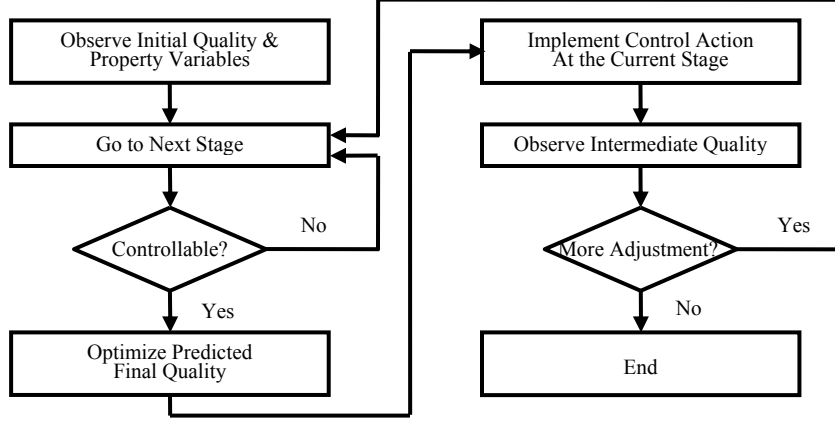 Observe Initial Quality &
Property Variables
Go to Next Stage
Controllable?
No
Yes
Optimize Predicted
Final Quality
Implement Control Action
At the Current Stage
Observe Intermediate Quality
More Adjustment?
Yes
No
End